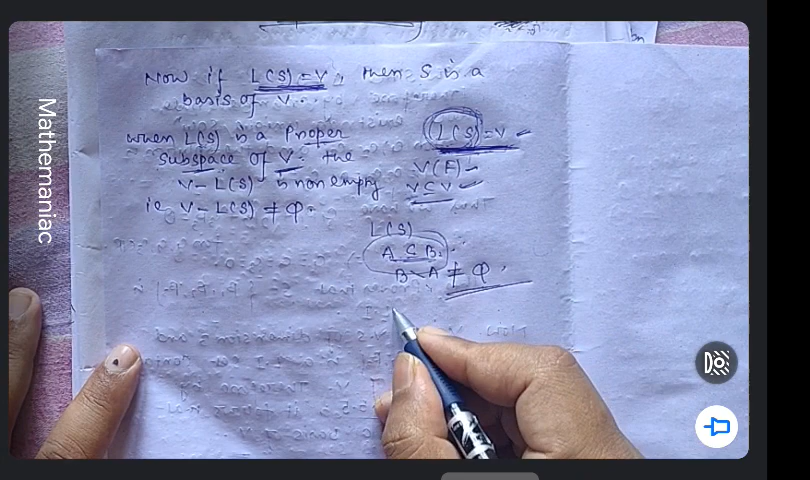 Now if L(S) = V, then S is a
basis of V.
when L(S) is a Proper
subspace of V. the
V - L(S) is non empty
ie V - L(S) ≠ φ.
L(S) = V
V(F)
V ⊆ V
L(S)
A ⊆ B.
B \ A ≠ φ.
Mathemaniac